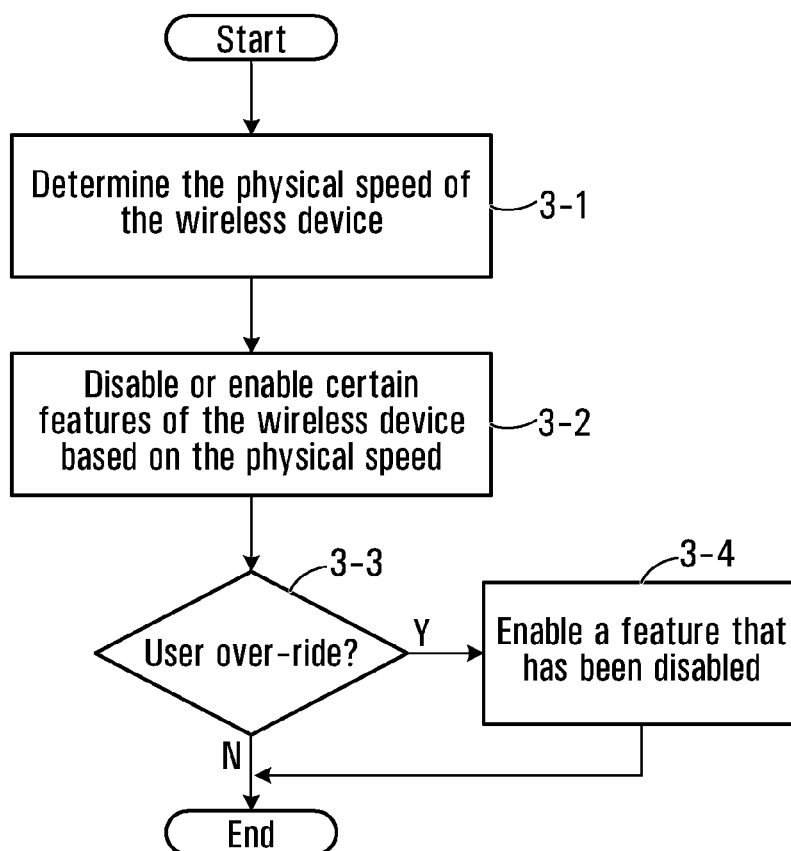 Start
Determine the physical speed of
the wireless device
3-1
Disable or enable certain
features of the wireless device
based on the physical speed
3-2
3-3
User over-ride?
Y
3-4
Enable a feature that
has been disabled
N
End